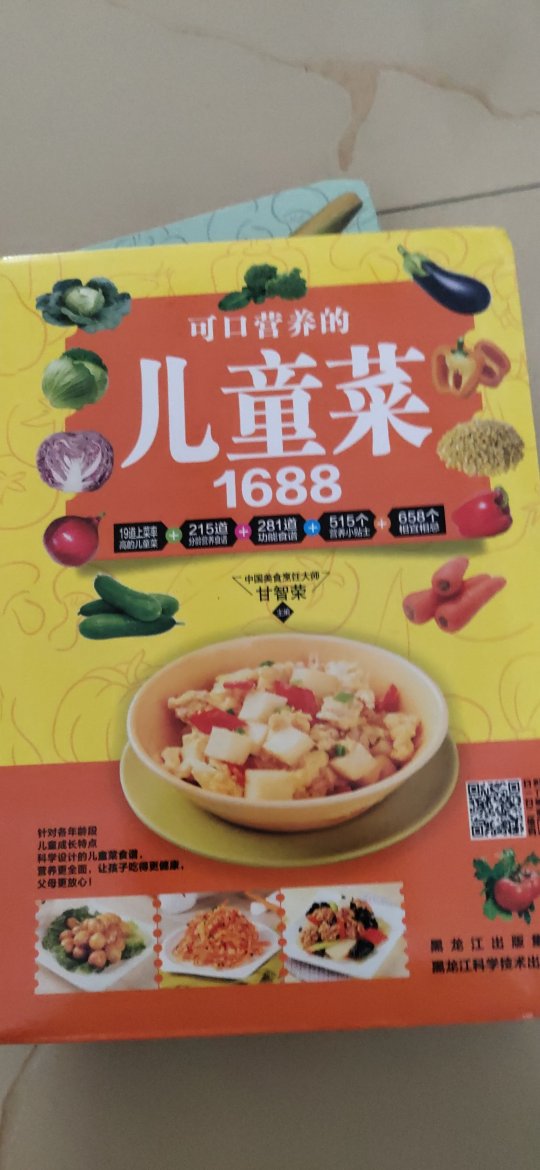 可口营养的
儿童菜
1688
19道上菜率
高的儿童菜
+
215道
分龄营养食谱
+
281道
功能食谱
+
515个
营养小贴士
+
658个
相宜相忌
中国美食烹饪大师
甘智荣
主编
针对各年龄段
儿童成长特点
科学设计的儿童菜食谱，
营养更全面，让孩子吃得更健康，
父母更放心！
黑龙江出版集
黑龙江科学技术出